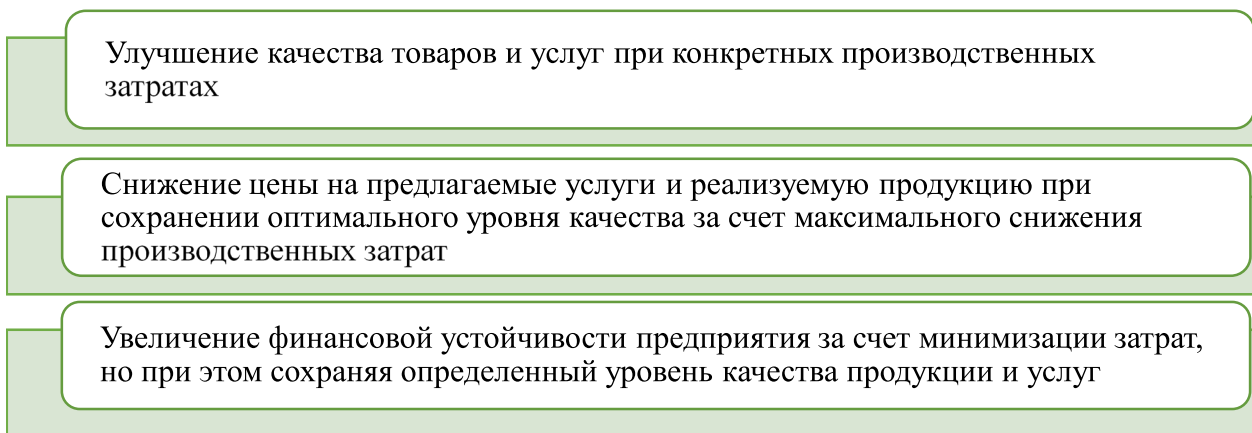 Улучшение качества товаров и услуг при конкретных производственных
затратах
Снижение цены на предлагаемые услуги и реализуемую продукцию при
сохранении оптимального уровня качества за счет максимального снижения
производственных затрат
Увеличение финансовой устойчивости предприятия за счет минимизации затрат,
но при этом сохраняя определенный уровень качества продукции и услуг